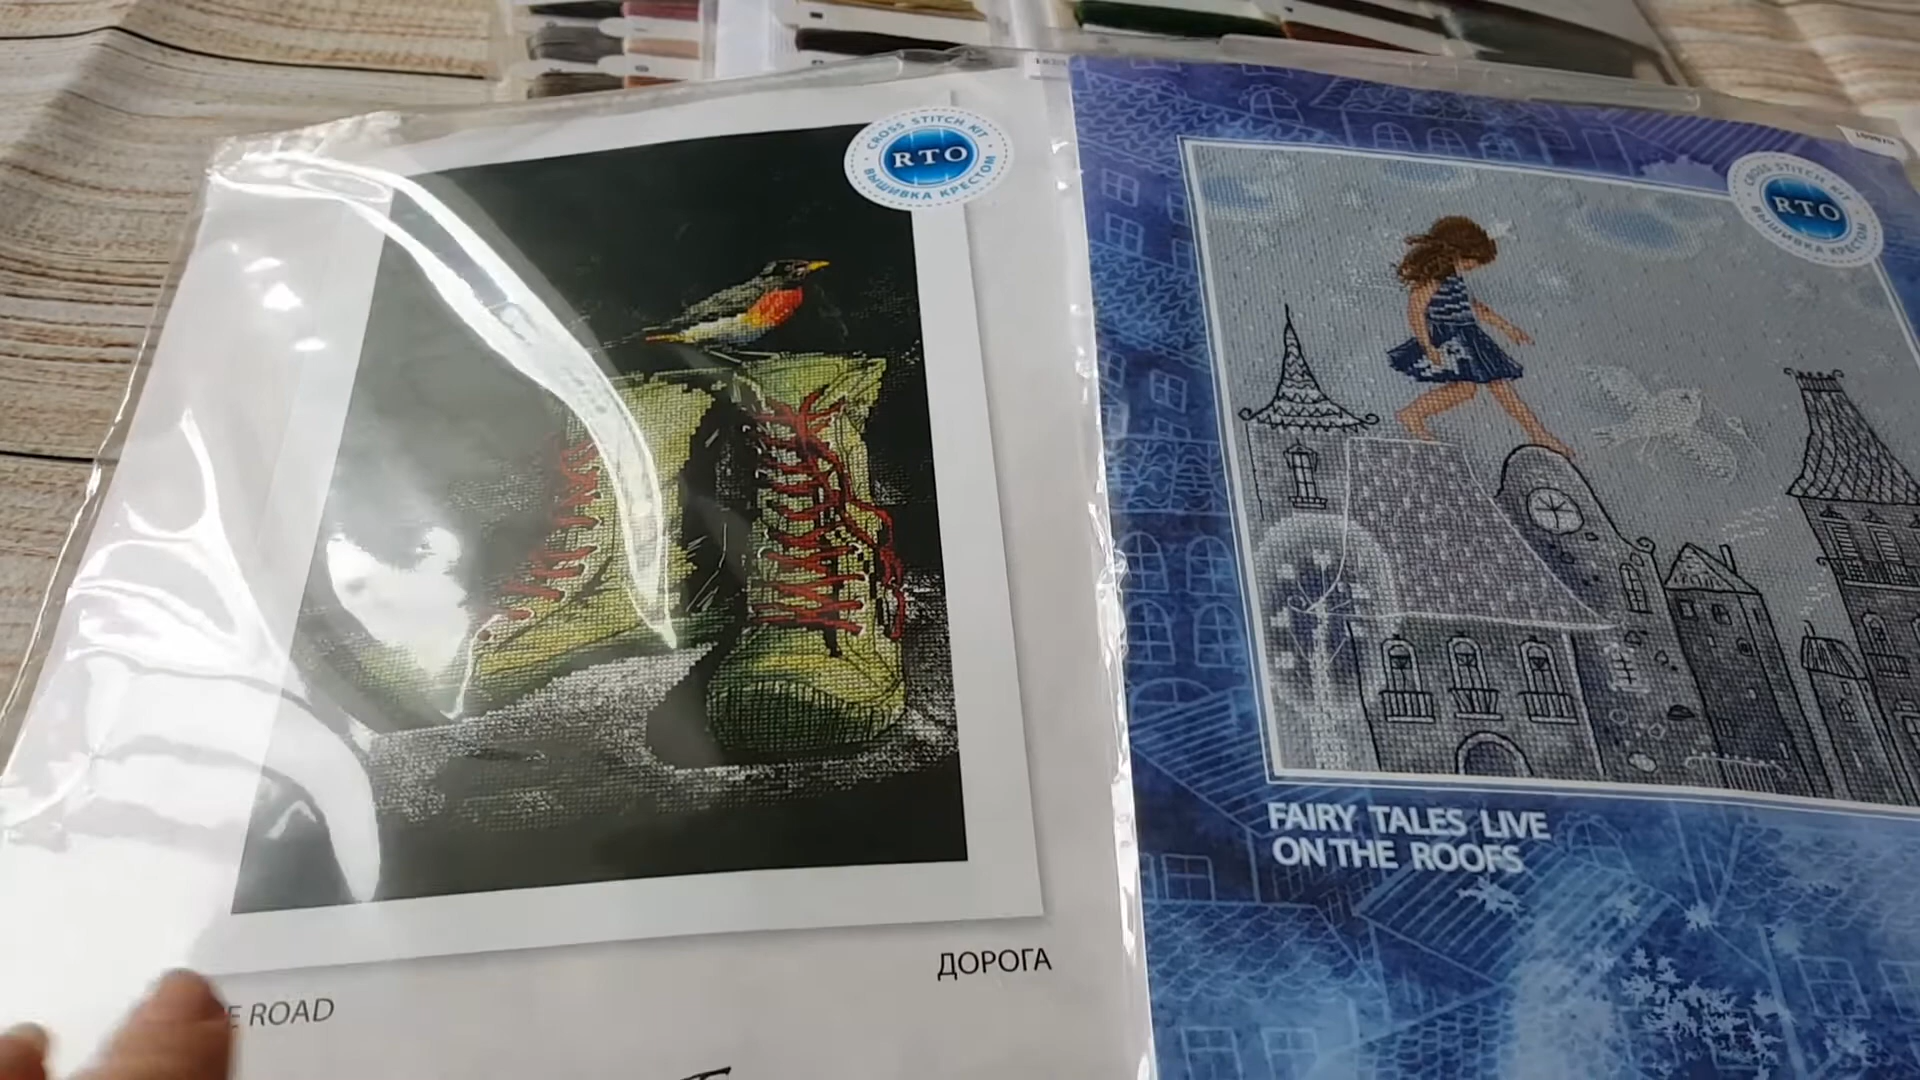 CROSS STITCH KIT
RTO
ВЫШИВКА КРЕСТОМ
ДОРОГА
E ROAD
CROSS STITCH KIT
RTO
ВЫШИВКА КРЕСТОМ
FAIRY TALES LIVE
ON THE ROOFS